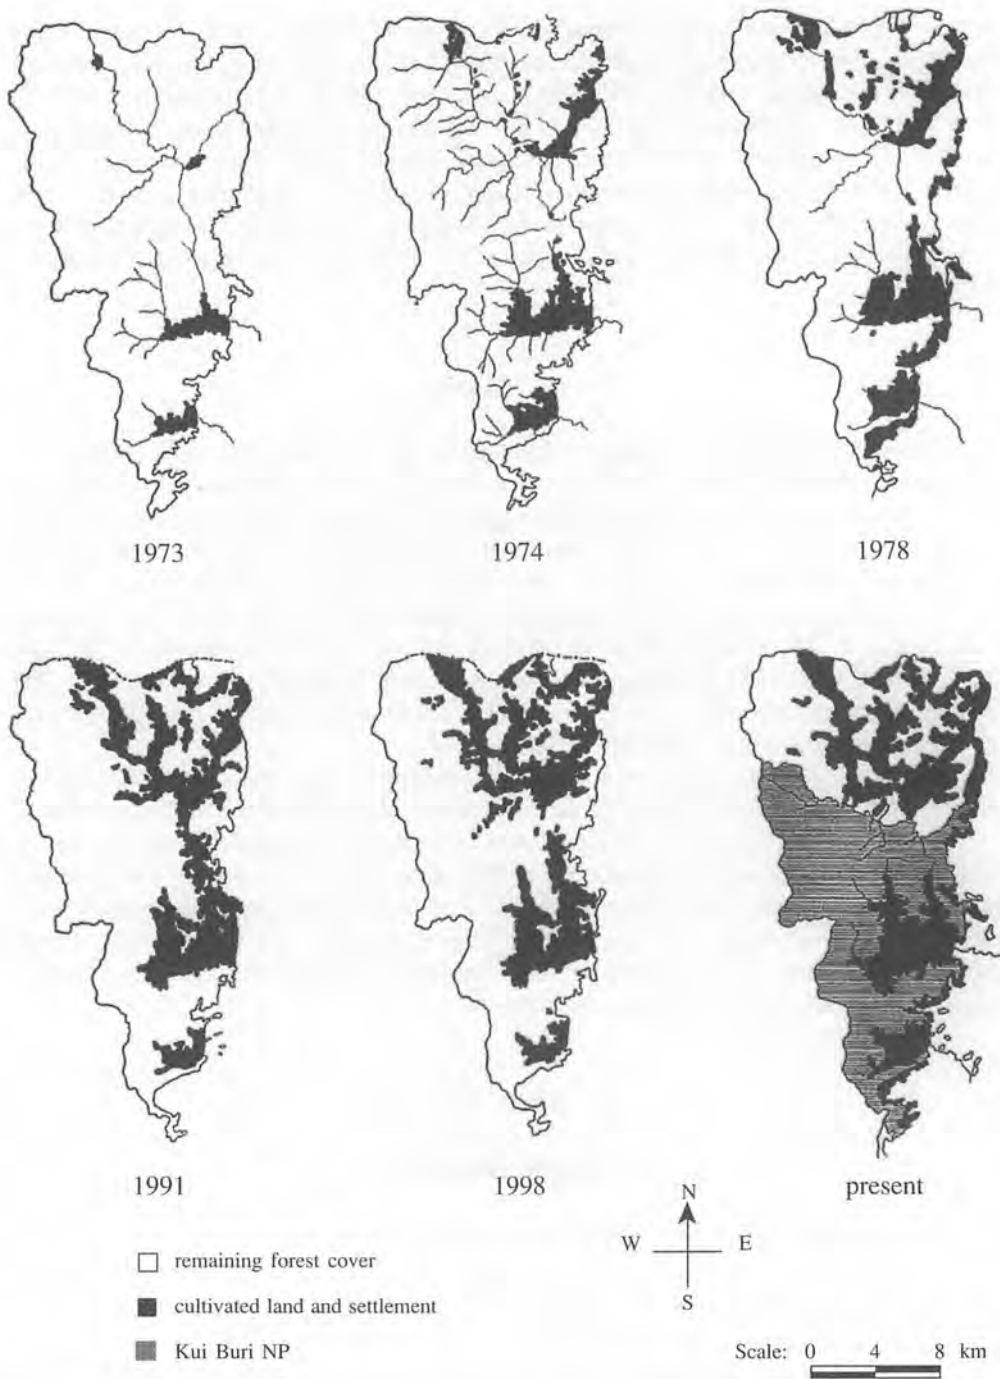 1973 1974 1978
1991 1998 present
N
W E
S
remaining forest cover
cultivated land and settlement
Kui Buri NP
Scale: 0 4 8 km